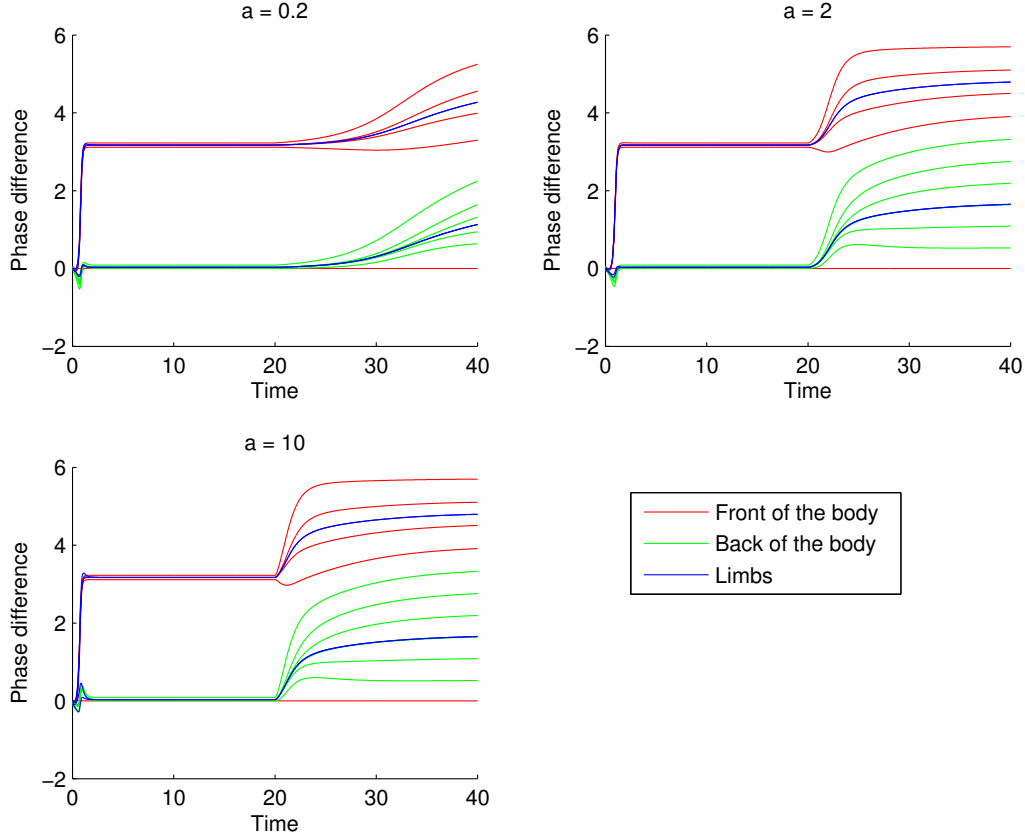 a = 0.2
6
4
2
0
−2
Phase difference
0
10
20
30
40
Time
a = 2
6
4
2
0
−2
Phase difference
0
10
20
30
40
Time
a = 10
6
4
2
0
−2
Phase difference
0
10
20
30
40
Time
Front of the body
Back of the body
Limbs